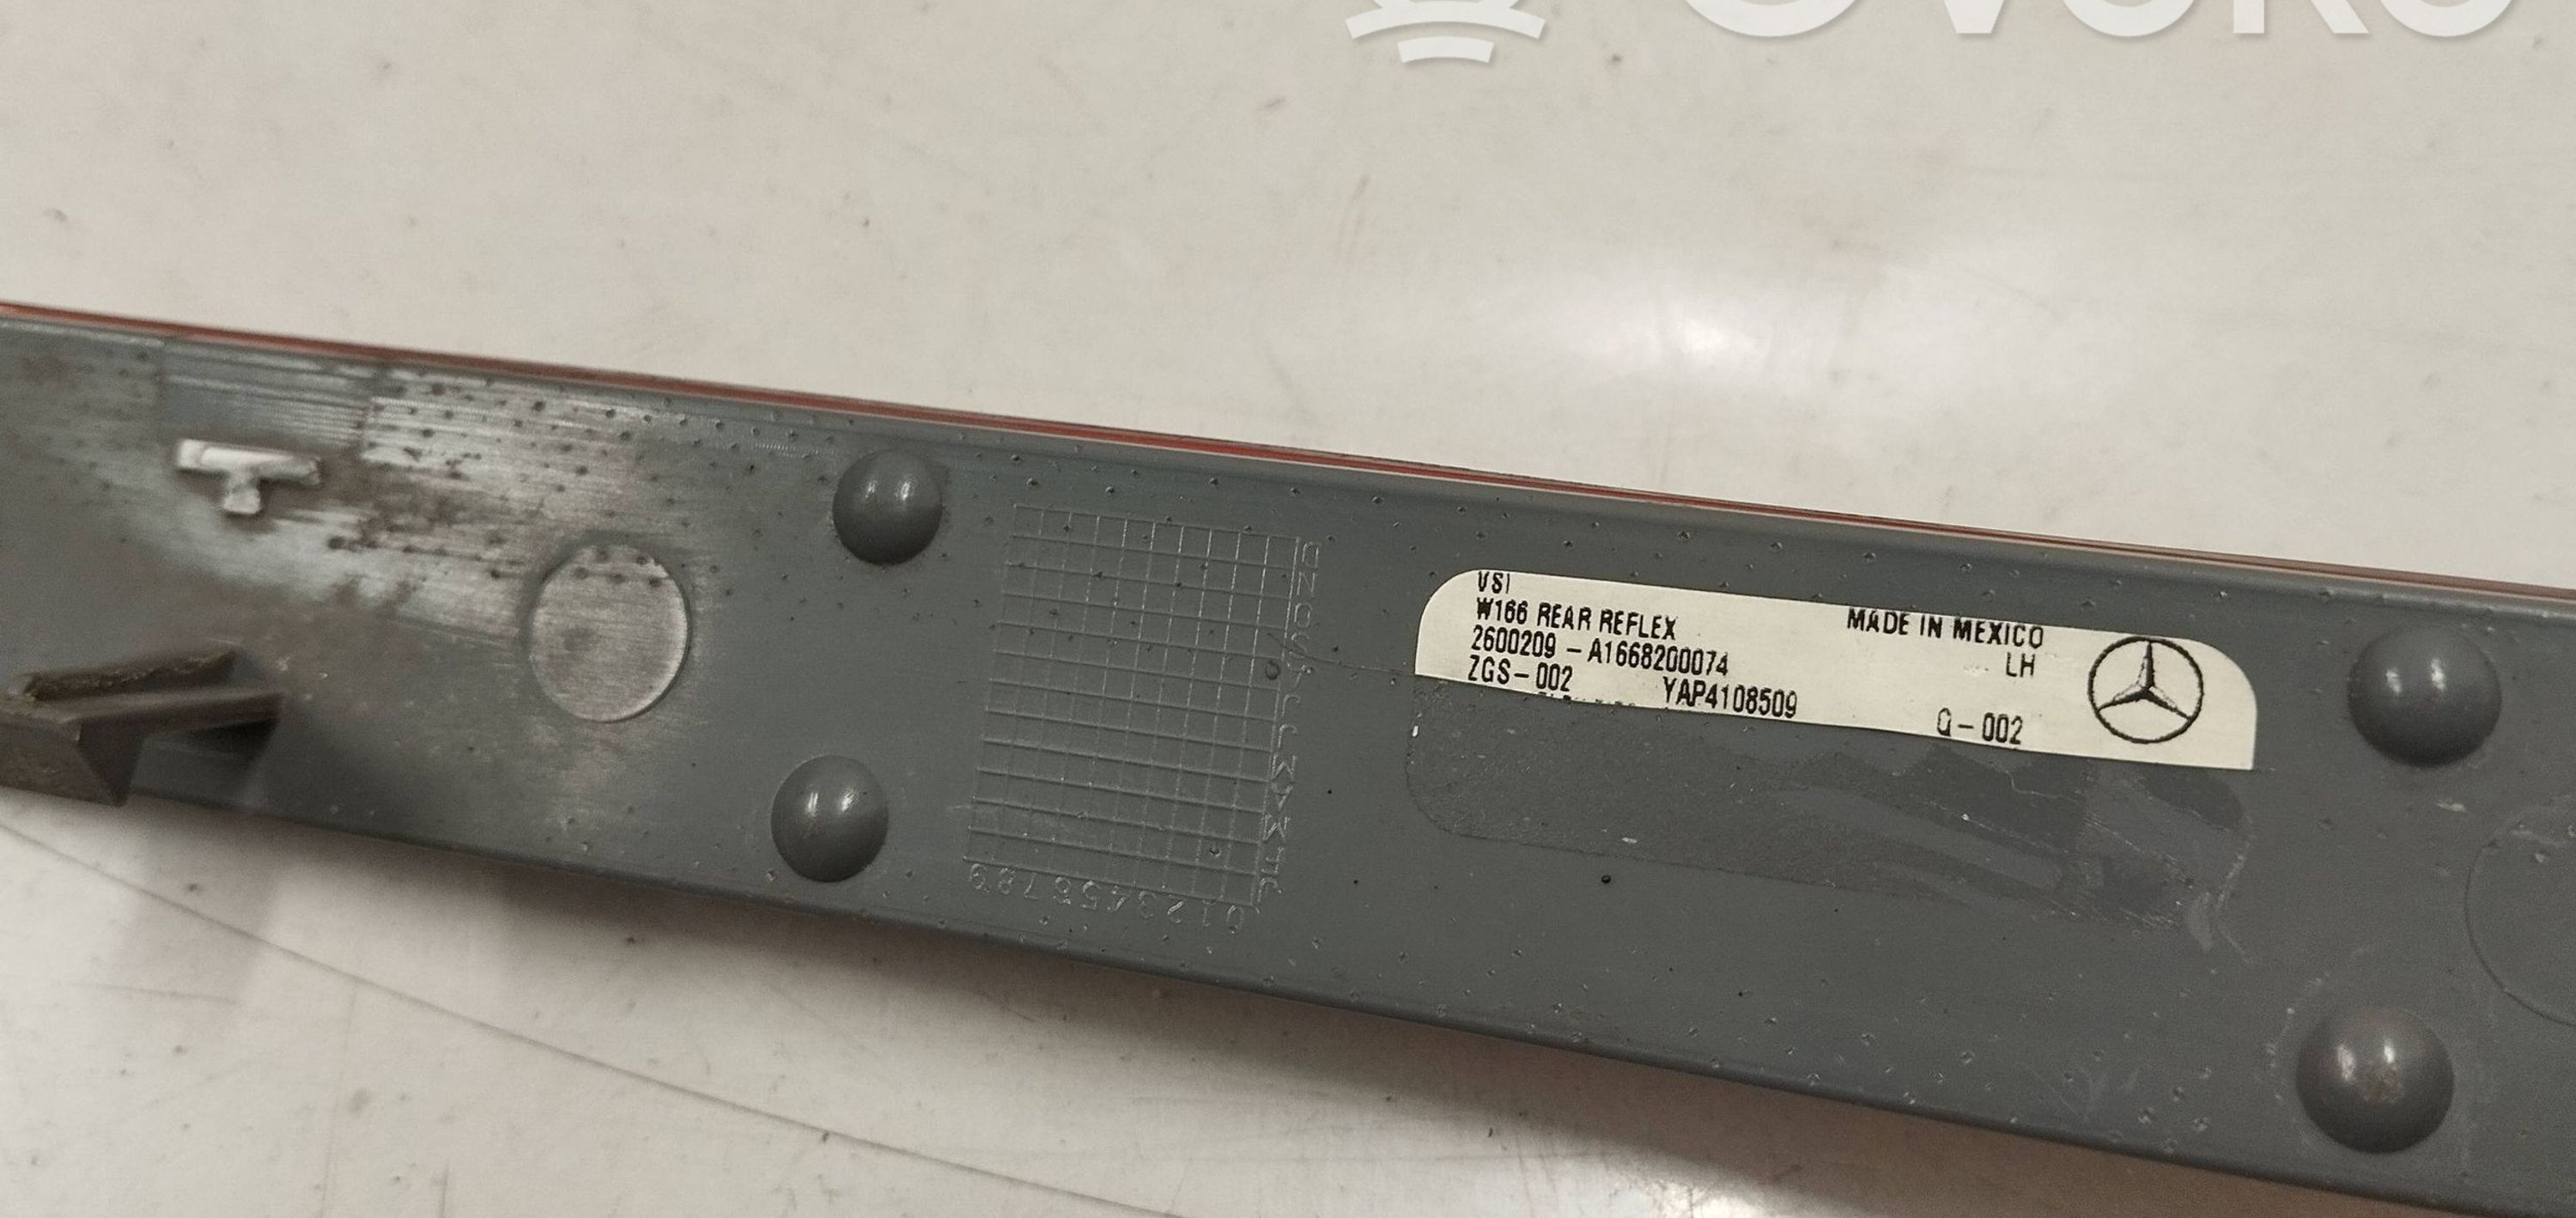 VSI
W166 REAR REFLEX
MADE IN MEXICO
2600209 - A1668200074
LH
ZGS-002
YAP4108509
Q-002
0123456789